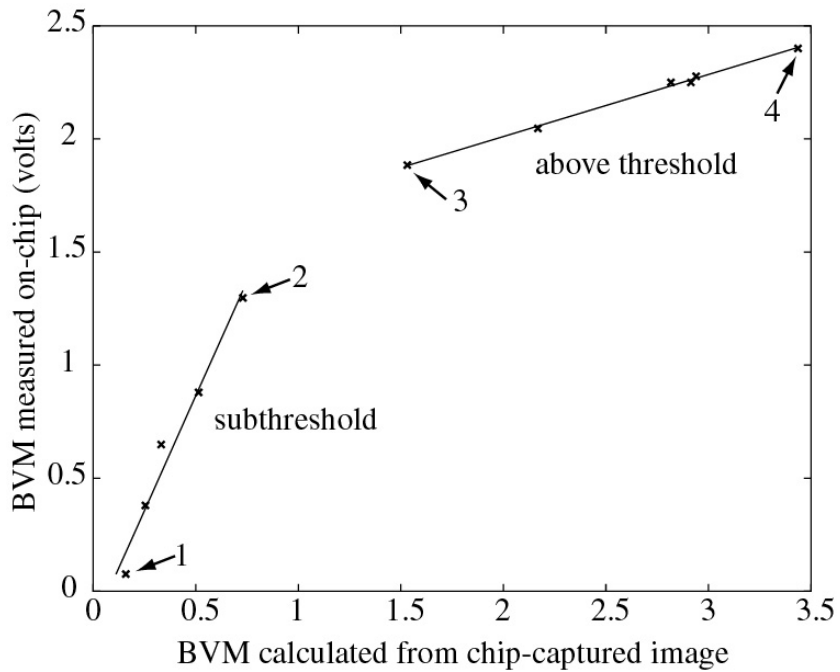 2.5
4
2
above threshold
3
1.5
2
1
subthreshold
0.5
1
0
0 0.5 1 1.5 2 2.5 3 3.5
BVM measured on-chip (volts)
BVM calculated from chip-captured image